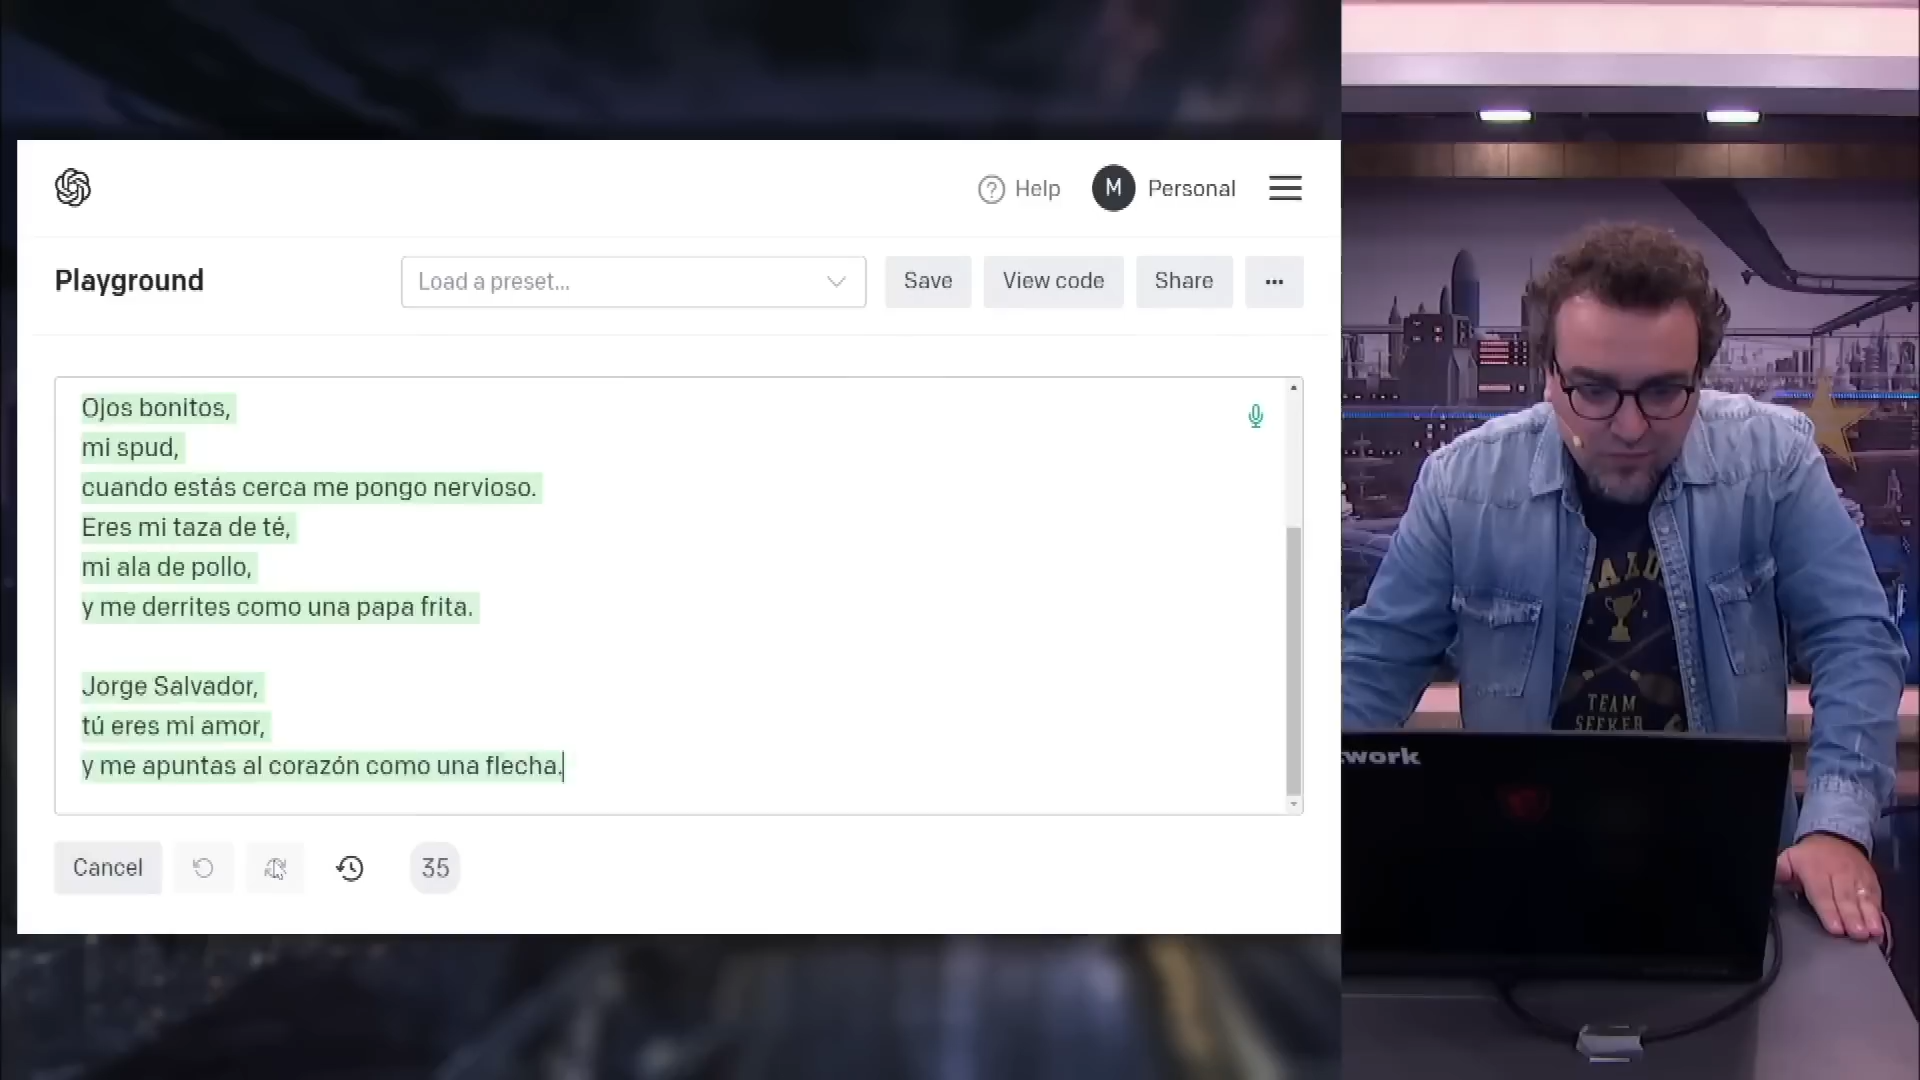 Help
M
Personal
Playground
Load a preset...
Save
View code
Share
...
Ojos bonitos,
mi spud,
cuando estás cerca me pongo nervioso.
Eres mi taza de té,
mi ala de pollo,
y me derrites como una papa frita.
Jorge Salvador,
tú eres mi amor,
y me apuntas al corazón como una flecha.
Cancel
35
TEAM
SEEKER
work